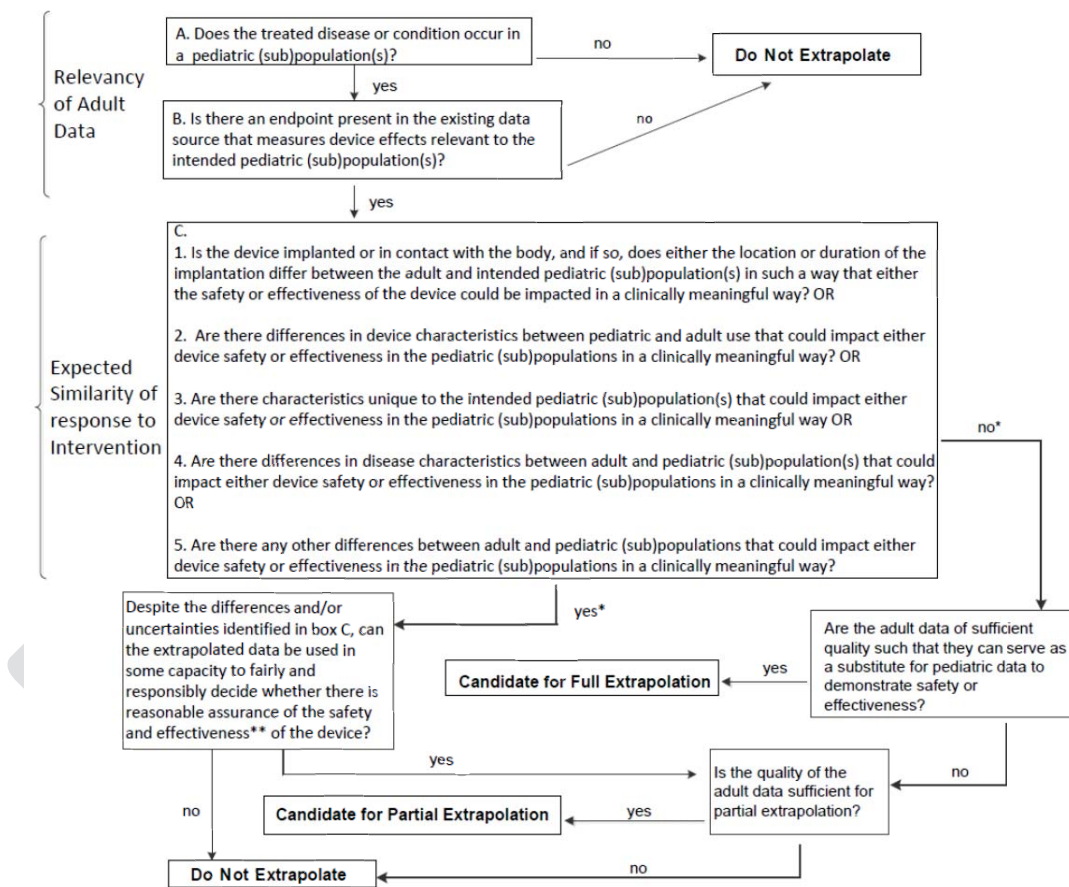 A. Does the treated disease or condition occur in
a pediatric (sub)population(s)?
no
Do Not Extrapolate
Relevancy
of Adult
Data
yes
B. Is there an endpoint present in the existing data
source that measures device effects relevant to the
intended pediatric (sub)population(s)?
no
yes
Expected
Similarity of
response to
Intervention
C.
1. Is the device implanted or in contact with the body, and if so, does either the location or duration of the
implantation differ between the adult and intended pediatric (sub)population(s) in such a way that either
the safety or effectiveness of the device could be impacted in a clinically meaningful way? OR
2. Are there differences in device characteristics between pediatric and adult use that could impact either
device safety or effectiveness in the pediatric (sub)populations in a clinically meaningful way? OR
3. Are there characteristics unique to the intended pediatric (sub)population(s) that could impact either
device safety or effectiveness in the pediatric (sub)populations in a clinically meaningful way OR
4. Are there differences in disease characteristics between adult and pediatric (sub)population(s) that could
impact either device safety or effectiveness in the pediatric (sub)populations in a clinically meaningful way?
OR
5. Are there any other differences between adult and pediatric (sub)populations that could impact either
device safety or effectiveness in the pediatric (sub)populations in a clinically meaningful way?
no*
yes*
Despite the differences and/or
uncertainties identified in box C, can
the extrapolated data be used in
some capacity to fairly and
responsibly decide whether there is
reasonable assurance of the safety
and effectiveness** of the device?
Are the adult data of sufficient
quality such that they can serve as
a substitute for pediatric data to
demonstrate safety or
effectiveness?
yes
Candidate for Full Extrapolation
no
yes
Is the quality of the
adult data sufficient for
partial extrapolation?
yes
Candidate for Partial Extrapolation
no
no
Do Not Extrapolate